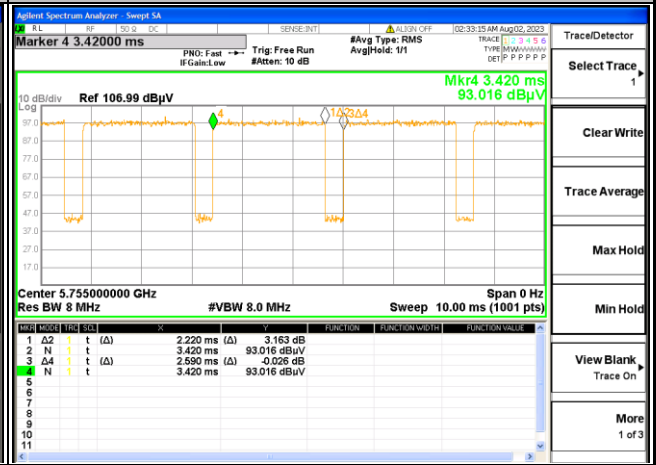 Agilent Spectrum Analyzer - Swept SA
RL RF 50 Ω DC SENSE:INT ALIGN OFF 02:33:15 AM Aug 02, 2023
Marker 4 3.42000 ms
PNO: Fast
IFGain:Low
Trig: Free Run
#Atten: 10 dB
#Avg Type: RMS
Avg|Hold: 1/1
TRACE 1 2 3 4 5 6
TYPE MWWWWW
DET P P P P P P
Trace/Detector
Select Trace
1
Clear Write
Trace Average
Max Hold
Min Hold
View Blank
Trace On
More
1 of 3
Mkr4 3.420 ms
93.016 dBµV
10 dB/div Ref 106.99 dBµV
Log
97.0
87.0
77.0
67.0
57.0
47.0
37.0
27.0
17.0
4
1Δ2
3Δ4
Center 5.755000000 GHz Span 0 Hz
Res BW 8 MHz #VBW 8.0 MHz Sweep 10.00 ms (1001 pts)
MKR MODE TRC SCL X Y FUNCTION FUNCTION WIDTH FUNCTION VALUE
1 Δ2 1 t (Δ) 2.220 ms (Δ) 3.163 dB
2 N 1 t 3.420 ms 93.016 dBµV
3 Δ4 1 t (Δ) 2.590 ms (Δ) -0.026 dB
4 N 1 t 3.420 ms 93.016 dBµV
5
6
7
8
9
10
11